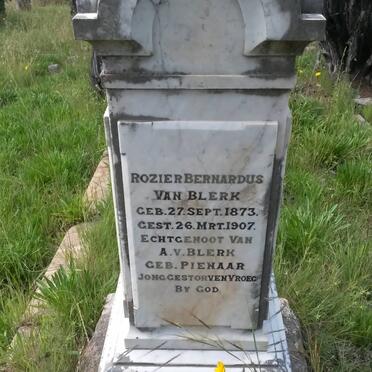 ROZIER BERNARDUS
VAN BLERK
GEB. 27. SEPT. 1873.
GEST. 26. MRT. 1907.
ECHTGENOOT VAN
A.V. BLERK
GEB. PIENAAR
JONG GESTORVEN VROEG
BY GOD.